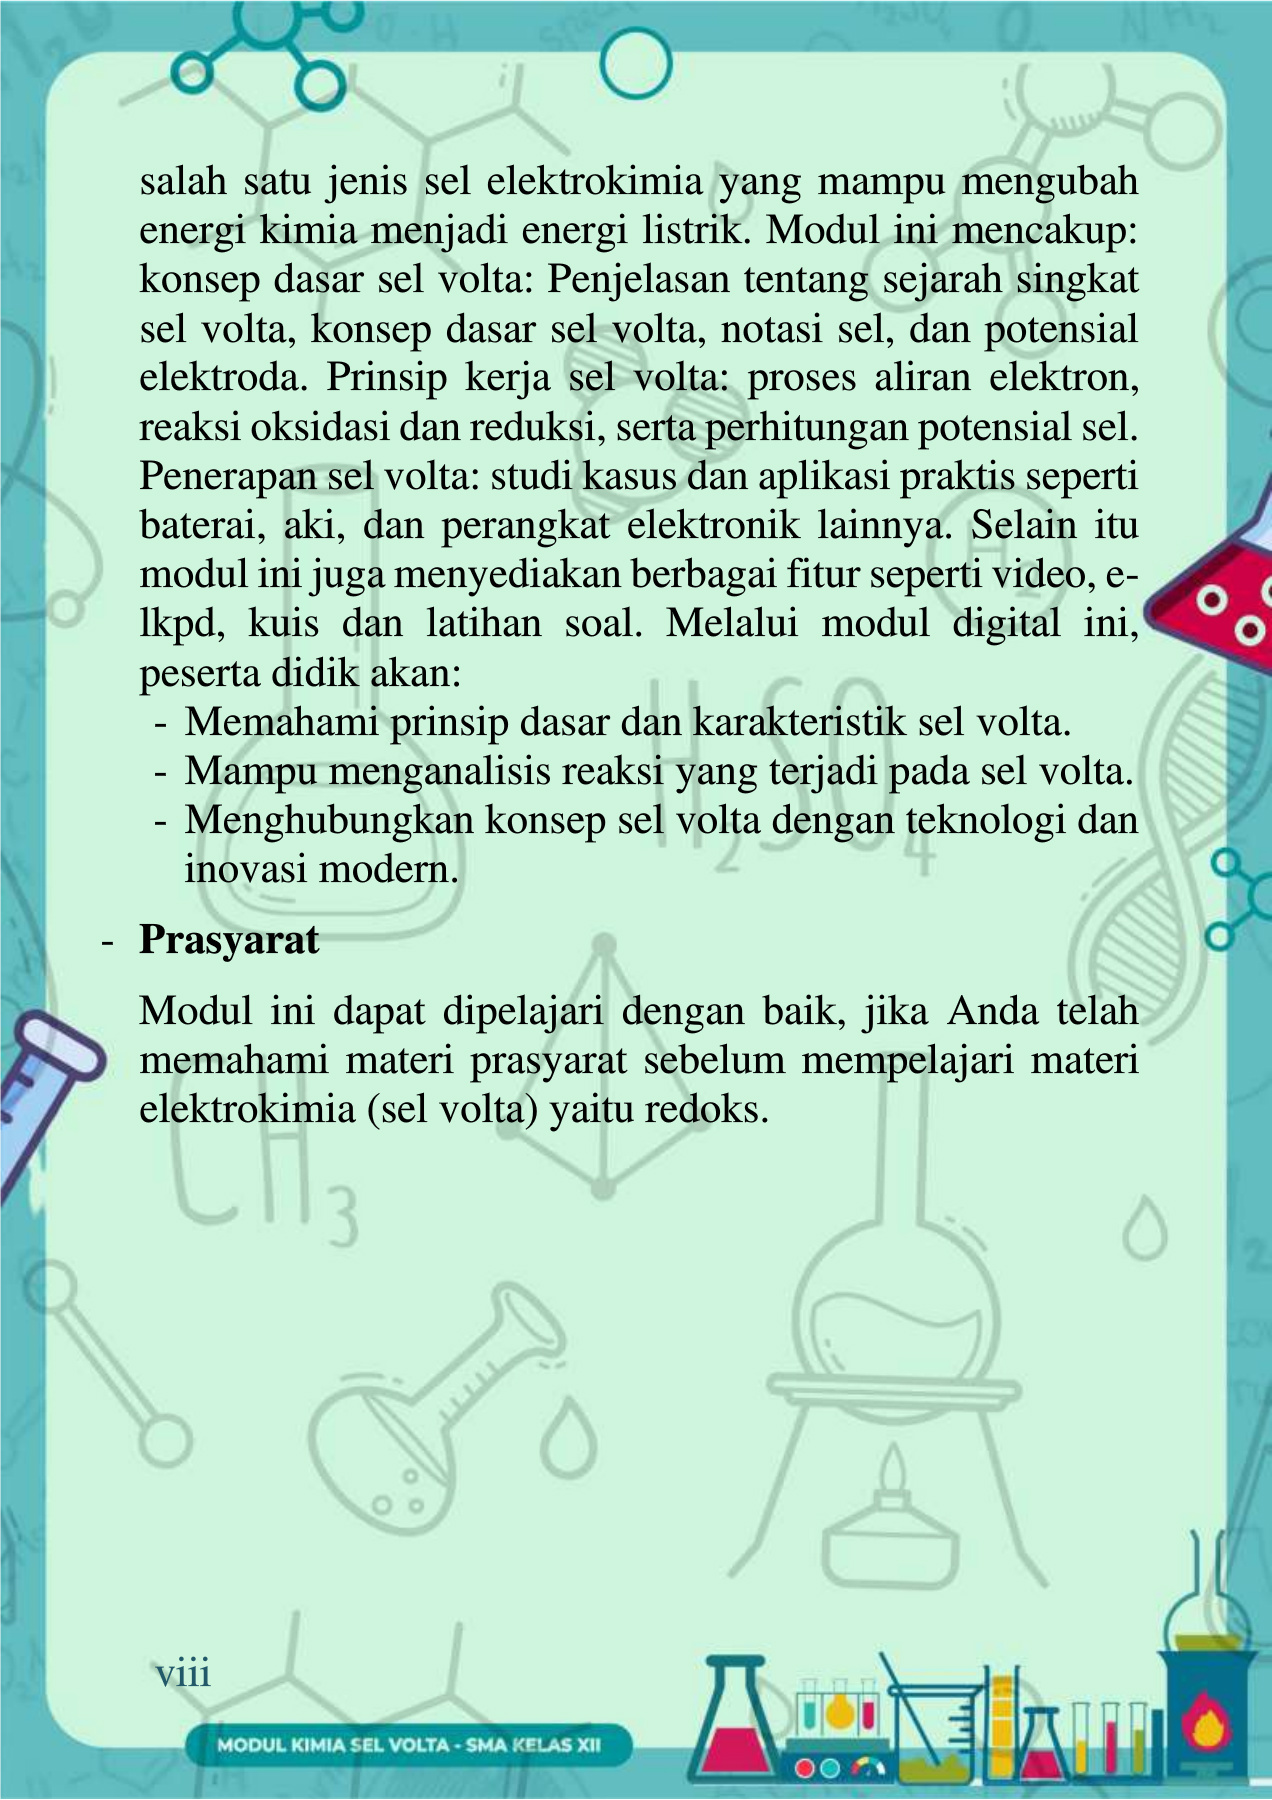 salah satu jenis sel elektrokimia yang mampu mengubah
energi kimia menjadi energi listrik. Modul ini mencakup:
konsep dasar sel volta: Penjelasan tentang sejarah singkat
sel volta, konsep dasar sel volta, notasi sel, dan potensial
elektroda. Prinsip kerja sel volta: proses aliran elektron,
reaksi oksidasi dan reduksi, serta perhitungan potensial sel.
Penerapan sel volta: studi kasus dan aplikasi praktis seperti
baterai, aki, dan perangkat elektronik lainnya. Selain itu
modul ini juga menyediakan berbagai fitur seperti video, e-
lkpd, kuis dan latihan soal. Melalui modul digital ini,
peserta didik akan:
- Memahami prinsip dasar dan karakteristik sel volta.
- Mampu menganalisis reaksi yang terjadi pada sel volta.
- Menghubungkan konsep sel volta dengan teknologi dan
inovasi modern.
- Prasyarat
Modul ini dapat dipelajari dengan baik, jika Anda telah
memahami materi prasyarat sebelum mempelajari materi
elektrokimia (sel volta) yaitu redoks.
H2
H2SO4
CH3
viii
MODUL KIMIA SEL VOLTA - SMA KELAS XII